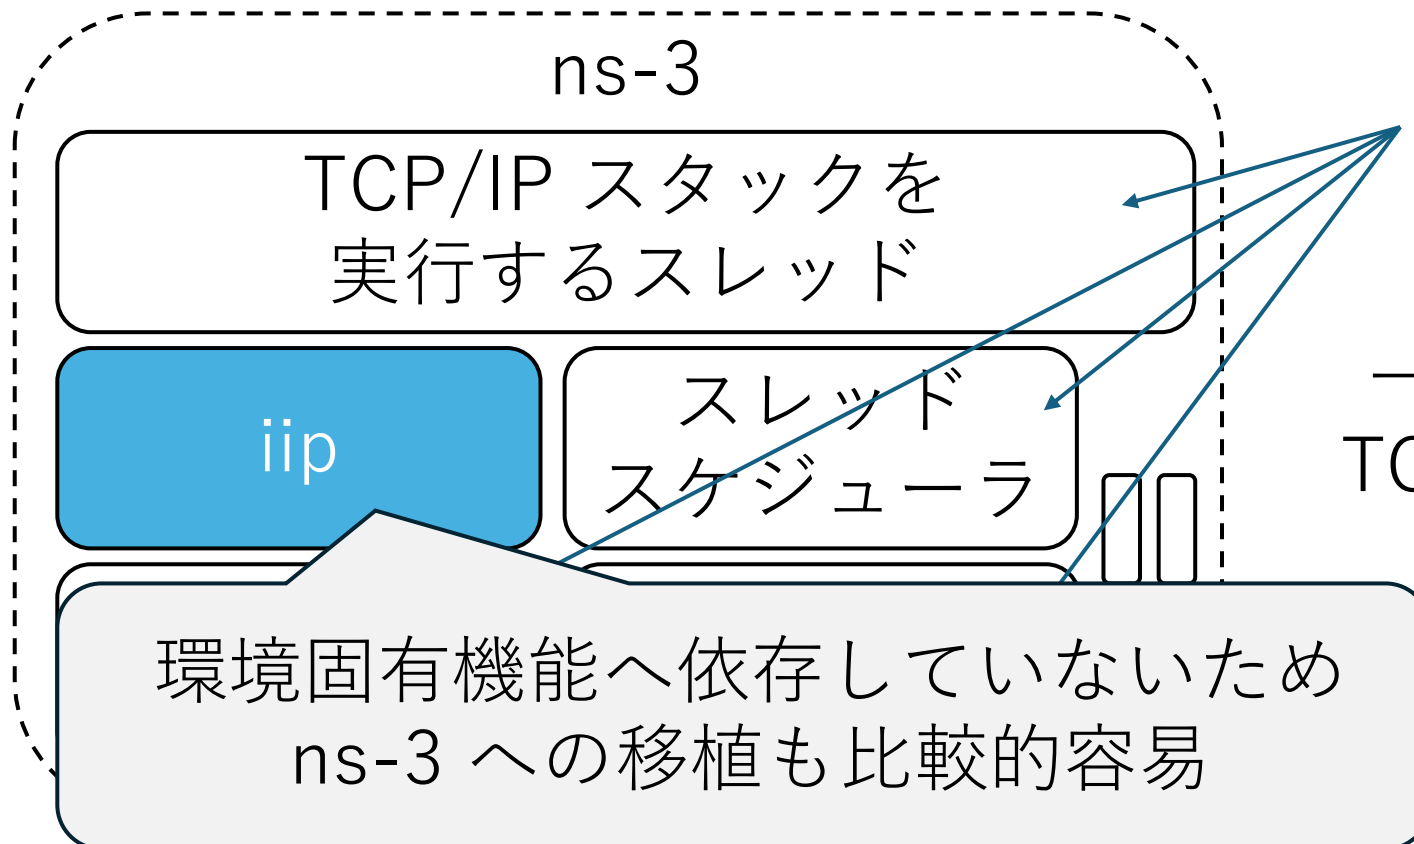 ns-3
TCP/IP スタックを
実行するスレッド
iip
スレッド
スケジューラ
環境固有機能へ依存していないため
ns-3 への移植も比較的容易